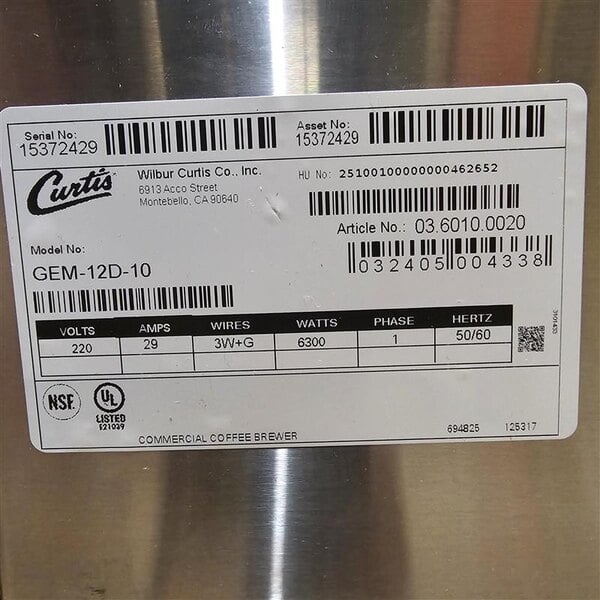 Serial No:
15372429
Asset No:
15372429
Curtis
Wilbur Curtis Co., Inc.
6913 Acco Street
Montebello, CA 90640
HU No: 25100100000000462652
Article No.: 03.6010.0020
032405 004338
Model No:
GEM-12D-10
VOLTS AMPS WIRES WATTS PHASE HERTZ
220 29 3W+G 6300 1 50/60
3101433
NSF
UL
LISTED
E21039
COMMERCIAL COFFEE BREWER
694825 125317